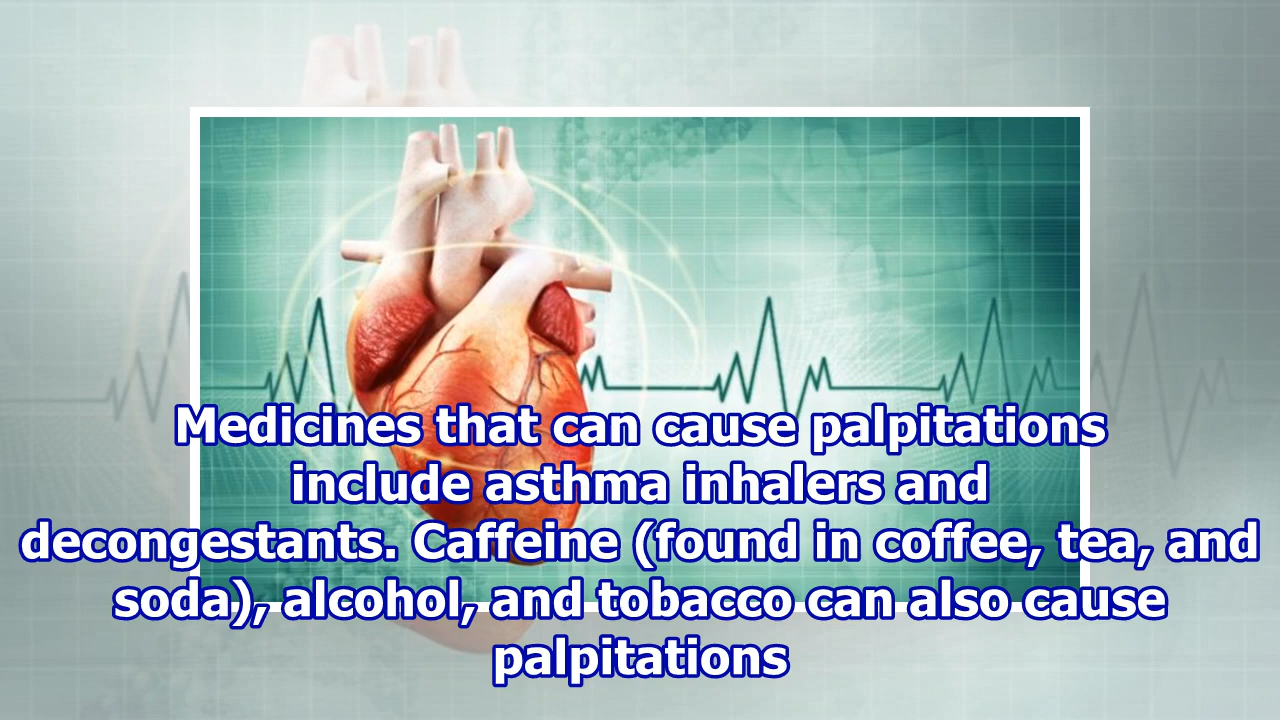 Medicines that can cause palpitations
include asthma inhalers and
decongestants. Caffeine (found in coffee, tea, and
soda), alcohol, and tobacco can also cause
palpitations